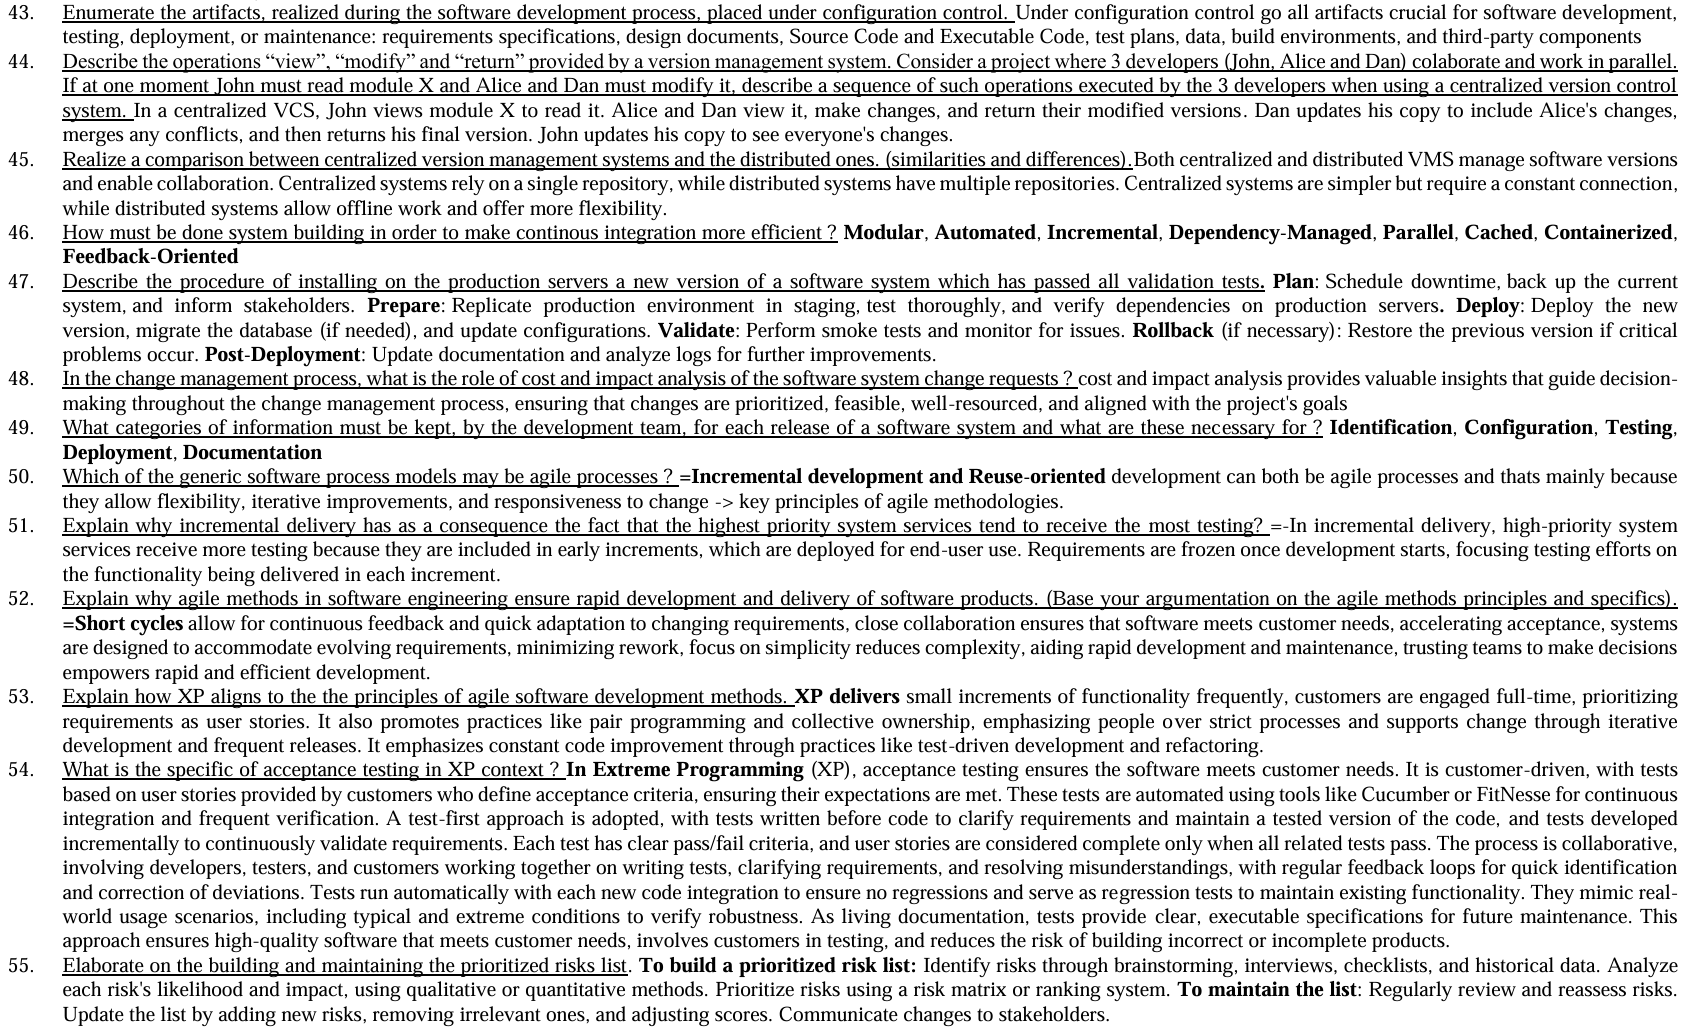 43. Enumerate the artifacts, realized during the software development process, placed under configuration control. Under configuration control go all artifacts crucial for software development,
testing, deployment, or maintenance: requirements specifications, design documents, Source Code and Executable Code, test plans, data, build environments, and third-party components
44. Describe the operations “view”, “modify” and “return” provided by a version management system. Consider a project where 3 developers (John, Alice and Dan) colaborate and work in parallel.
If at one moment John must read module X and Alice and Dan must modify it, describe a sequence of such operations executed by the 3 developers when using a centralized version control
system. In a centralized VCS, John views module X to read it. Alice and Dan view it, make changes, and return their modified versions. Dan updates his copy to include Alice's changes,
merges any conflicts, and then returns his final version. John updates his copy to see everyone's changes.
45. Realize a comparison between centralized version management systems and the distributed ones. (similarities and differences).Both centralized and distributed VMS manage software versions
and enable collaboration. Centralized systems rely on a single repository, while distributed systems have multiple repositories. Centralized systems are simpler but require a constant connection,
while distributed systems allow offline work and offer more flexibility.
46. How must be done system building in order to make continous integration more efficient ? Modular, Automated, Incremental, Dependency-Managed, Parallel, Cached, Containerized,
Feedback-Oriented
47. Describe the procedure of installing on the production servers a new version of a software system which has passed all validation tests. Plan: Schedule downtime, back up the current
system, and inform stakeholders. Prepare: Replicate production environment in staging, test thoroughly, and verify dependencies on production servers. Deploy: Deploy the new
version, migrate the database (if needed), and update configurations. Validate: Perform smoke tests and monitor for issues. Rollback (if necessary): Restore the previous version if critical
problems occur. Post-Deployment: Update documentation and analyze logs for further improvements.
48. In the change management process, what is the role of cost and impact analysis of the software system change requests ? cost and impact analysis provides valuable insights that guide decision-
making throughout the change management process, ensuring that changes are prioritized, feasible, well-resourced, and aligned with the project's goals
49. What categories of information must be kept, by the development team, for each release of a software system and what are these necessary for ? Identification, Configuration, Testing,
Deployment, Documentation
50. Which of the generic software process models may be agile processes ? =Incremental development and Reuse-oriented development can both be agile processes and thats mainly because
they allow flexibility, iterative improvements, and responsiveness to change -> key principles of agile methodologies.
51. Explain why incremental delivery has as a consequence the fact that the highest priority system services tend to receive the most testing? =-In incremental delivery, high-priority system
services receive more testing because they are included in early increments, which are deployed for end-user use. Requirements are frozen once development starts, focusing testing efforts on
the functionality being delivered in each increment.
52. Explain why agile methods in software engineering ensure rapid development and delivery of software products. (Base your argumentation on the agile methods principles and specifics).
=Short cycles allow for continuous feedback and quick adaptation to changing requirements, close collaboration ensures that software meets customer needs, accelerating acceptance, systems
are designed to accommodate evolving requirements, minimizing rework, focus on simplicity reduces complexity, aiding rapid development and maintenance, trusting teams to make decisions
empowers rapid and efficient development.
53. Explain how XP aligns to the the principles of agile software development methods. XP delivers small increments of functionality frequently, customers are engaged full-time, prioritizing
requirements as user stories. It also promotes practices like pair programming and collective ownership, emphasizing people over strict processes and supports change through iterative
development and frequent releases. It emphasizes constant code improvement through practices like test-driven development and refactoring.
54. What is the specific of acceptance testing in XP context ? In Extreme Programming (XP), acceptance testing ensures the software meets customer needs. It is customer-driven, with tests
based on user stories provided by customers who define acceptance criteria, ensuring their expectations are met. These tests are automated using tools like Cucumber or FitNesse for continuous
integration and frequent verification. A test-first approach is adopted, with tests written before code to clarify requirements and maintain a tested version of the code, and tests developed
incrementally to continuously validate requirements. Each test has clear pass/fail criteria, and user stories are considered complete only when all related tests pass. The process is collaborative,
involving developers, testers, and customers working together on writing tests, clarifying requirements, and resolving misunderstandings, with regular feedback loops for quick identification
and correction of deviations. Tests run automatically with each new code integration to ensure no regressions and serve as regression tests to maintain existing functionality. They mimic real-
world usage scenarios, including typical and extreme conditions to verify robustness. As living documentation, tests provide clear, executable specifications for future maintenance. This
approach ensures high-quality software that meets customer needs, involves customers in testing, and reduces the risk of building incorrect or incomplete products.
55. Elaborate on the building and maintaining the prioritized risks list. To build a prioritized risk list: Identify risks through brainstorming, interviews, checklists, and historical data. Analyze
each risk's likelihood and impact, using qualitative or quantitative methods. Prioritize risks using a risk matrix or ranking system. To maintain the list: Regularly review and reassess risks.
Update the list by adding new risks, removing irrelevant ones, and adjusting scores. Communicate changes to stakeholders.